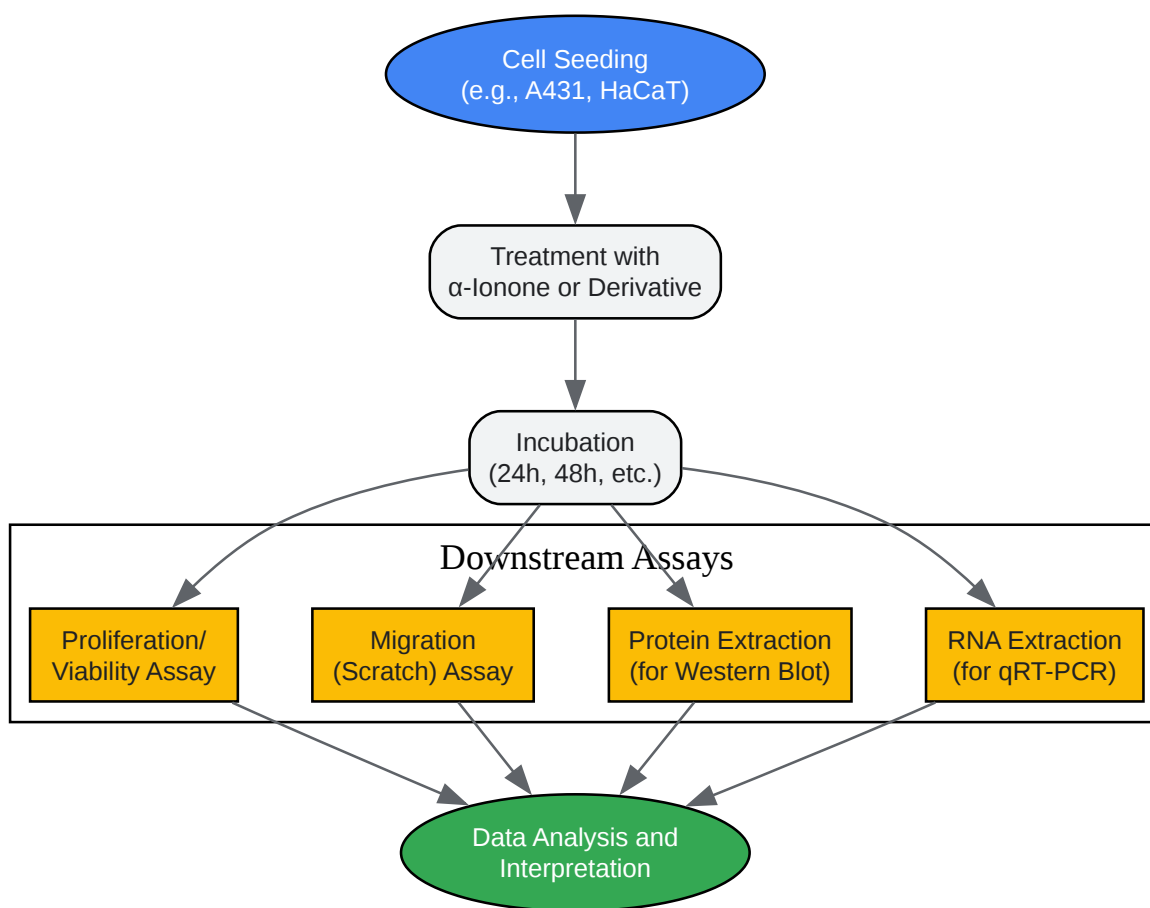 Cell Seeding
(e.g., A431, HaCaT)
Treatment with
α-Ionone or Derivative
Incubation
(24h, 48h, etc.)
Downstream Assays
Proliferation/
Viability Assay
Migration
(Scratch) Assay
Protein Extraction
(for Western Blot)
RNA Extraction
(for qRT-PCR)
Data Analysis and
Interpretation